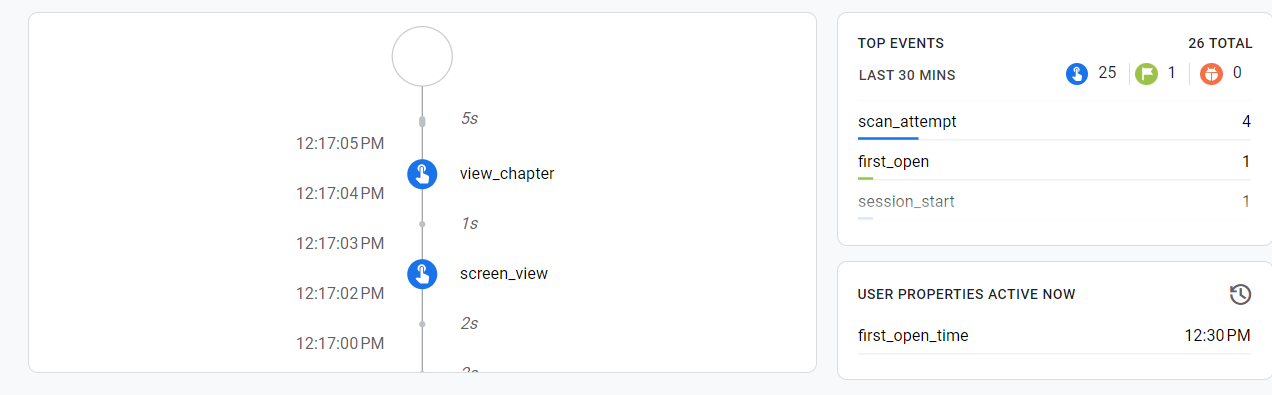 5s
12:17:05 PM
view_chapter
12:17:04 PM
1s
12:17:03 PM
screen_view
12:17:02 PM
2s
12:17:00 PM
TOP EVENTS 26 TOTAL
LAST 30 MINS 25 1 0
scan_attempt 4
first_open 1
session_start 1
USER PROPERTIES ACTIVE NOW
first_open_time 12:30 PM